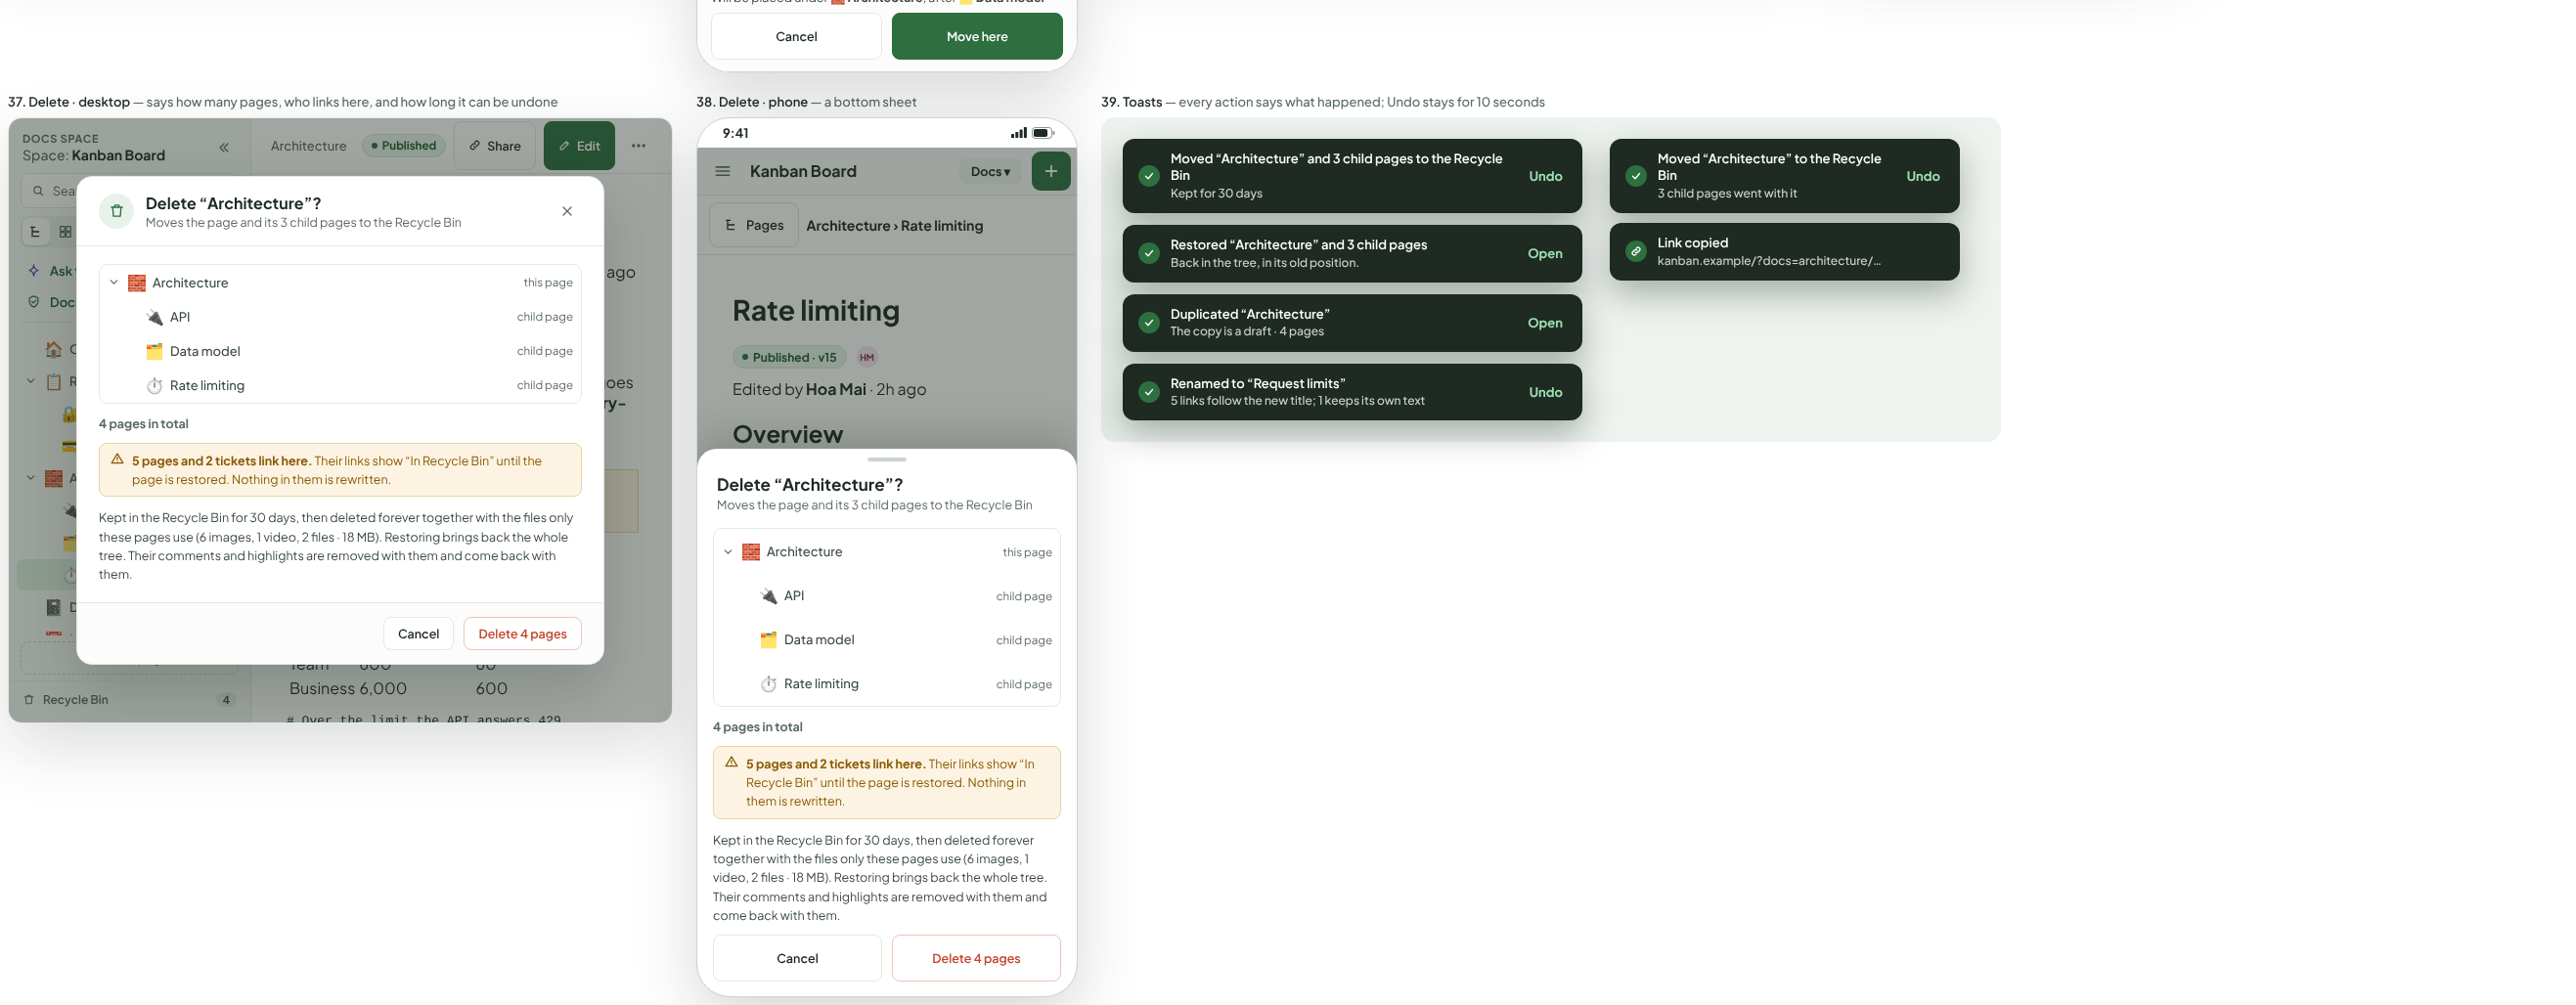 Cancel
Move here
37. Delete · desktop — says how many pages, who links here, and how long it can be undone
DOCS SPACE
Space: Kanban Board
Architecture
Published
Share
Edit
Sea
Ask
Doc
ago
Delete “Architecture”?
Moves the page and its 3 child pages to the Recycle Bin
Architecture
this page
API
child page
Data model
child page
Rate limiting
child page
4 pages in total
5 pages and 2 tickets link here. Their links show “In Recycle Bin” until the
page is restored. Nothing in them is rewritten.
Kept in the Recycle Bin for 30 days, then deleted forever together with the files only
these pages use (6 images, 1 video, 2 files · 18 MB). Restoring brings back the whole
tree. Their comments and highlights are removed with them and come back with
them.
Cancel
Delete 4 pages
Business 6,000
600
Recycle Bin
4
# Over the limit the API answers 429
38. Delete · phone — a bottom sheet
9:41
Kanban Board
Docs ▾
Pages
Architecture › Rate limiting
Rate limiting
Published · v15
HM
Edited by Hoa Mai · 2h ago
Overview
Delete “Architecture”?
Moves the page and its 3 child pages to the Recycle Bin
Architecture
this page
API
child page
Data model
child page
Rate limiting
child page
4 pages in total
5 pages and 2 tickets link here. Their links show “In
Recycle Bin” until the page is restored. Nothing in
them is rewritten.
Kept in the Recycle Bin for 30 days, then deleted forever
together with the files only these pages use (6 images, 1
video, 2 files · 18 MB). Restoring brings back the whole tree.
Their comments and highlights are removed with them and
come back with them.
Cancel
Delete 4 pages
39. Toasts — every action says what happened; Undo stays for 10 seconds
Moved “Architecture” and 3 child pages to the Recycle
Bin
Kept for 30 days
Undo
Restored “Architecture” and 3 child pages
Back in the tree, in its old position.
Open
Duplicated “Architecture”
The copy is a draft · 4 pages
Open
Renamed to “Request limits”
5 links follow the new title; 1 keeps its own text
Undo
Moved “Architecture” to the Recycle
Bin
3 child pages went with it
Undo
Link copied
kanban.example/?docs=architecture/…